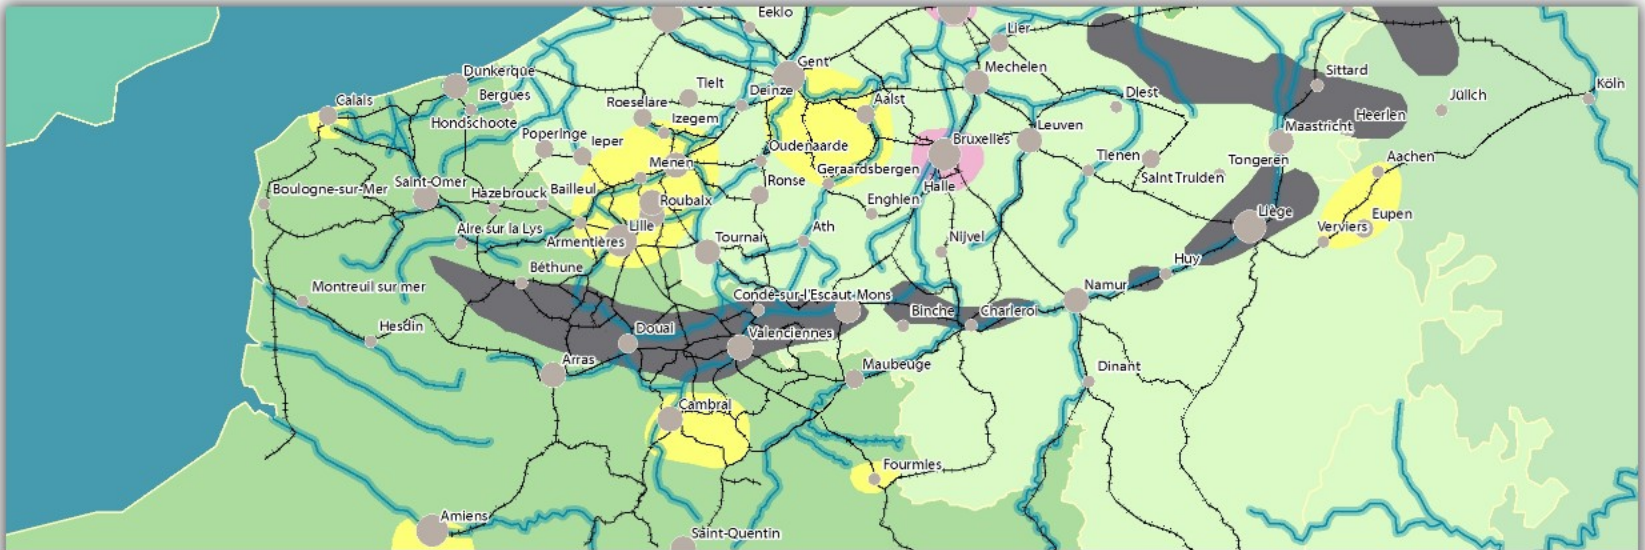 Eeklo
Lier
Gent
Mechelen
Dunkerque
Sittard
Köln
Tielt
Deinze
Diest
Jülich
Calais
Bergues
Roeselare
Aalst
Heerlen
Hondschoote
Izegem
Leuven
Maastricht
Poperinge
Ieper
Bruxelles
Oudenaarde
Aachen
Menen
Tienen
Tongeren
Geraardsbergen
Saint Truiden
Boulogne-sur-Mer
Saint-Omer
Hazebrouck
Bailleul
Ronse
Halle
Roubaix
Enghien
Liège
Eupen
Aire sur la Lys
Lille
Ath
Verviers
Armentières
Tournai
Nijvel
Béthune
Huy
Montreuil sur mer
Namur
Condé-sur-l'Escaut
Mons
Hesdin
Binche
Charleroi
Douai
Valenciennes
Arras
Maubeuge
Dinant
Cambrai
Fourmies
Amiens
Saint-Quentin